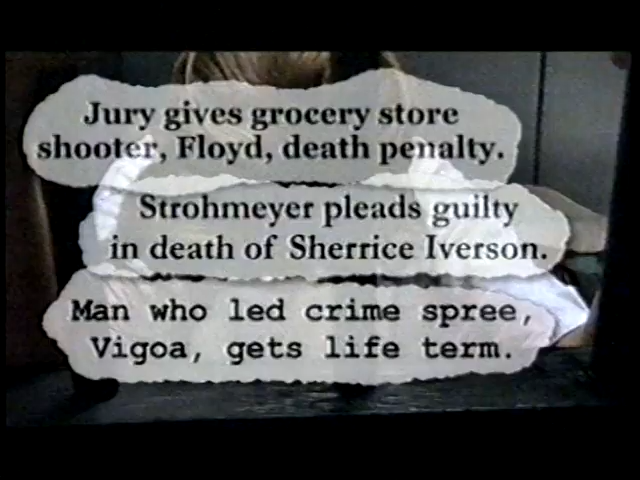 Jury gives grocery store
shooter, Floyd, death penalty.
Strohmeyer pleads guilty
in death of Sherrice Iverson.
Man who led crime spree,
Vigoa, gets life term.